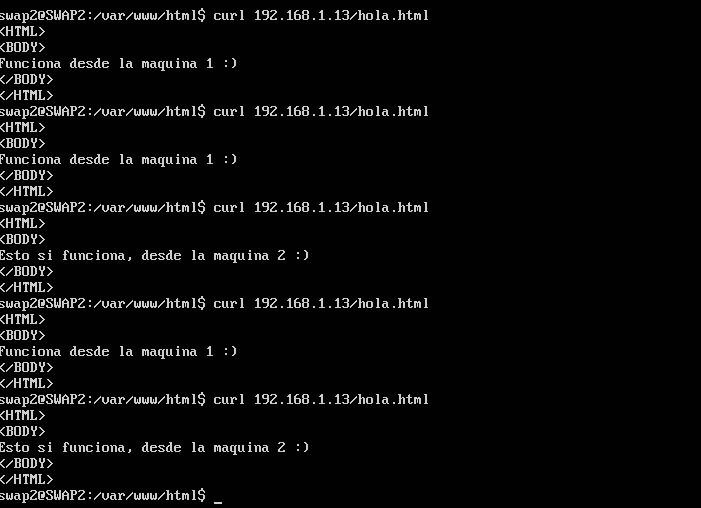 swap2@SWAP2:/var/www/html$ curl 192.168.1.13/hola.html
<HTML>
<BODY>
Funciona desde la maquina 1 :)
</BODY>
</HTML>
swap2@SWAP2:/var/www/html$ curl 192.168.1.13/hola.html
<HTML>
<BODY>
Funciona desde la maquina 1 :)
</BODY>
</HTML>
swap2@SWAP2:/var/www/html$ curl 192.168.1.13/hola.html
<HTML>
<BODY>
Esto si funciona, desde la maquina 2 :)
</BODY>
</HTML>
swap2@SWAP2:/var/www/html$ curl 192.168.1.13/hola.html
<HTML>
<BODY>
Funciona desde la maquina 1 :)
</BODY>
</HTML>
swap2@SWAP2:/var/www/html$ curl 192.168.1.13/hola.html
<HTML>
<BODY>
Esto si funciona, desde la maquina 2 :)
</BODY>
</HTML>
swap2@SWAP2:/var/www/html$ _